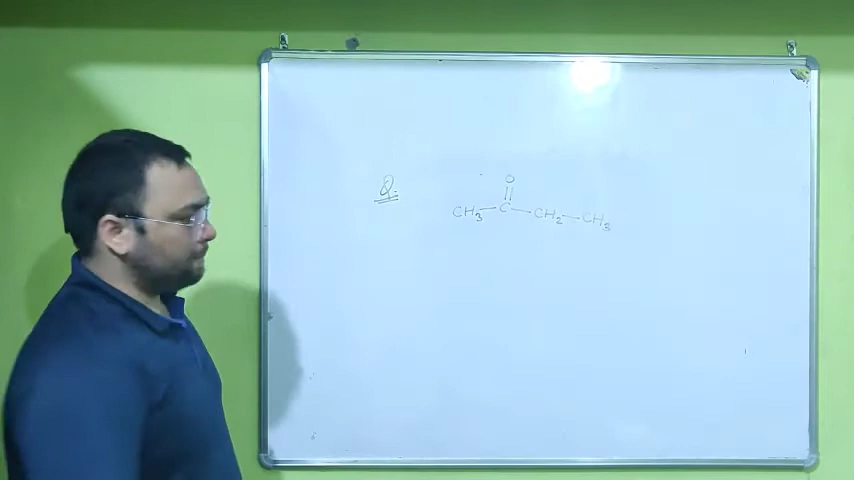 Q.
O
||
CH₃—C—CH₂—CH₃